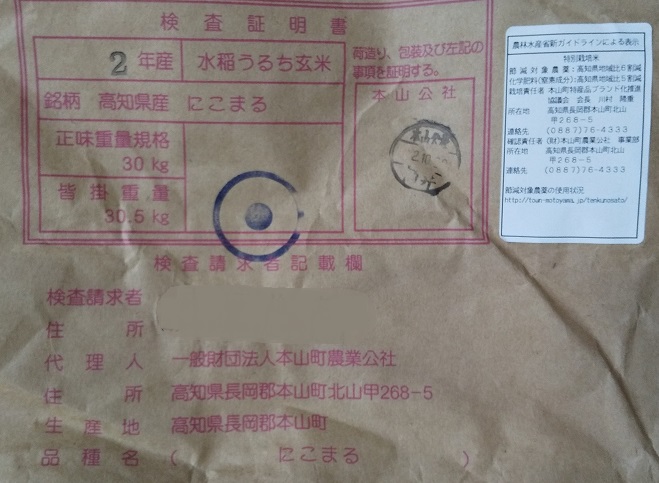 検査証明書
2 年産 水稲うるち玄米
銘柄 高知県産 にこまる
正味重量規格
30 kg
皆掛重量
30.5 kg
荷造り、包装及び左記の
事項を証明する。
本山公社
検査請求者記載欄
検査請求者
住所
代理人 一般財団法人本山町農業公社
住所 高知県長岡郡本山町北山甲268-5
生産地 高知県長岡郡本山町
品種名 ( にこまる )
農林水産省新ガイドラインによる表示
特別栽培米
節減対象農薬:高知県地域比6割減
化学肥料(窒素成分):高知県地域比5割減
栽培責任者 本山町特産品ブランド化推進
協議会 会長 川村 隆重
所在地 高知県長岡郡本山町北山
甲268-5
連絡先 (0887)76-4333
確認責任者 (財)本山町農業公社 事業部
所在地 高知県長岡郡本山町北山
甲268-5
連絡先 (0887)76-4333
節減対象農薬の使用状況
http://town-motoyama.jp/tenkunosato/